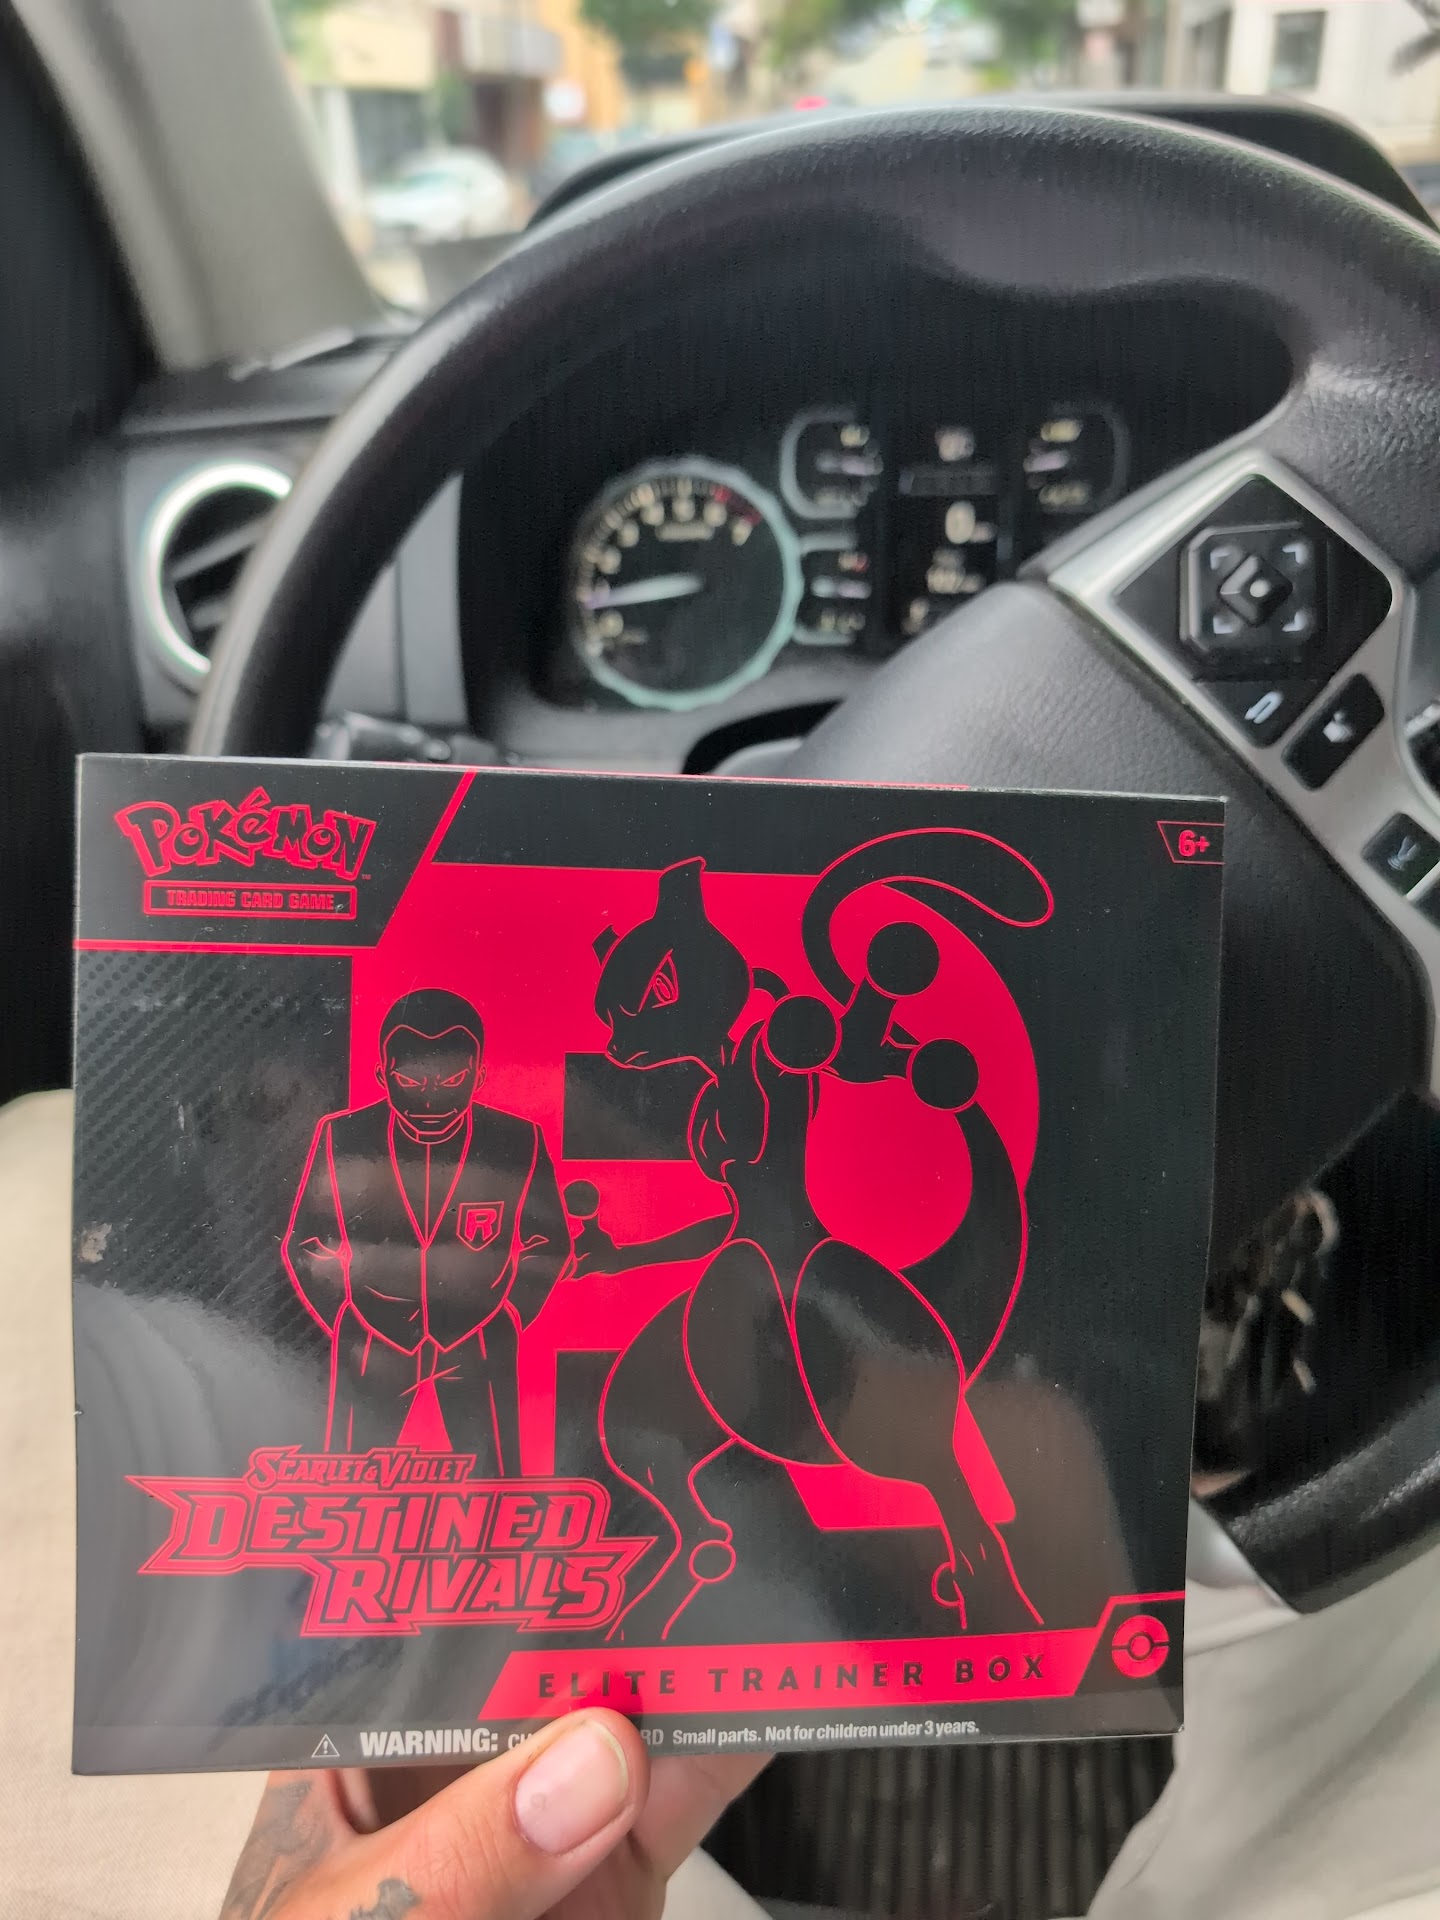 POKéMON
TRADING CARD GAME
6+
R
SCARLET & VIOLET
DESTINED
RIVALS
ELITE TRAINER BOX
WARNING: Small parts. Not for children under 3 years.
0